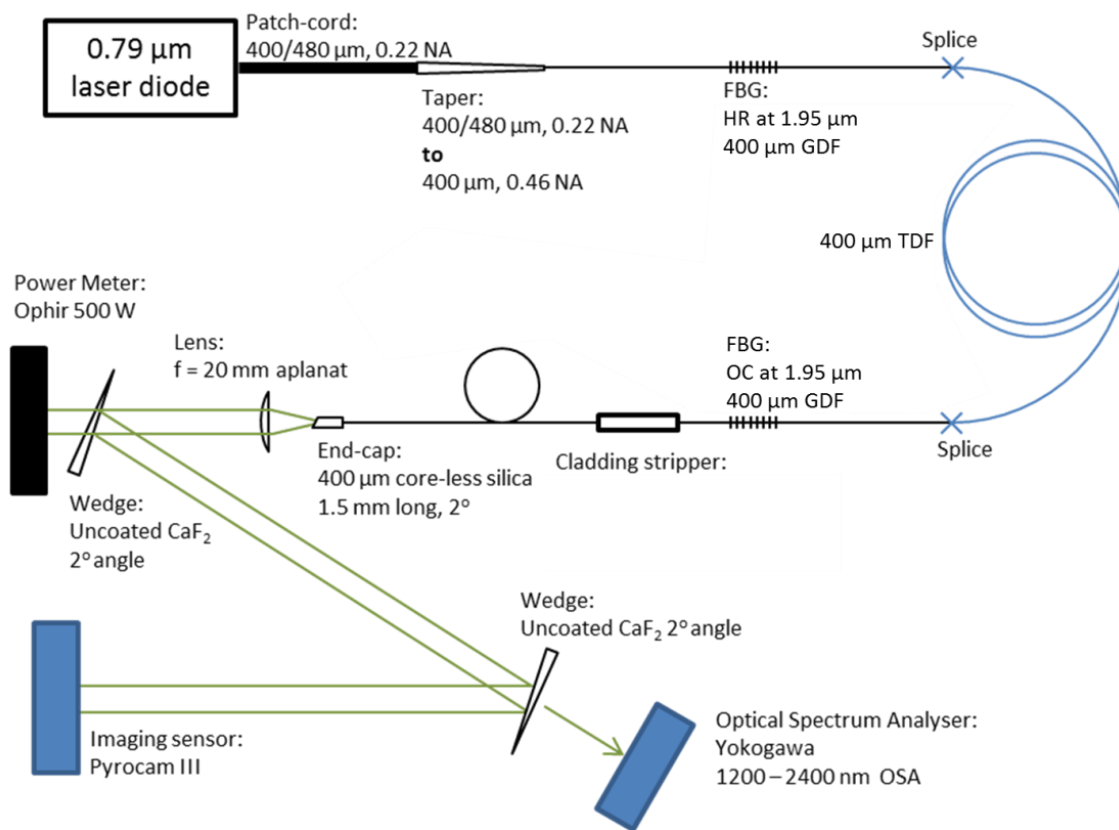 0.79 µm
laser diode
Patch-cord:
400/480 µm, 0.22 NA
Taper:
400/480 µm, 0.22 NA
to
400 µm, 0.46 NA
FBG:
HR at 1.95 µm
400 µm GDF
Splice
400 µm TDF
Power Meter:
Ophir 500 W
Lens:
f = 20 mm aplanat
FBG:
OC at 1.95 µm
400 µm GDF
Splice
Cladding stripper:
End-cap:
400 µm core-less silica
1.5 mm long, 2°
Wedge:
Uncoated CaF₂
2° angle
Wedge:
Uncoated CaF₂ 2° angle
Imaging sensor:
Pyrocam III
Optical Spectrum Analyser:
Yokogawa
1200 – 2400 nm OSA